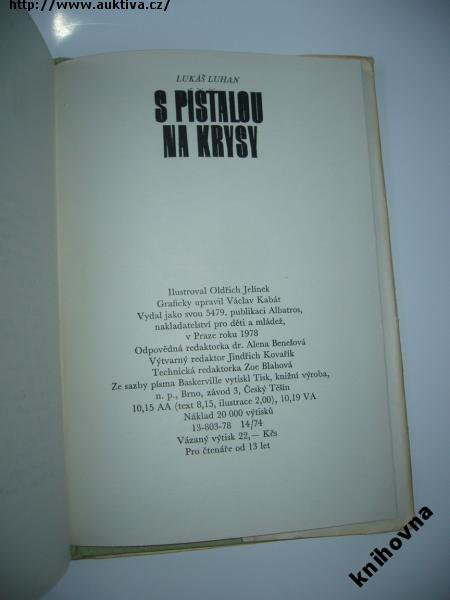 http://www.auktiva.cz/
LUKÁŠ LUHAN
S PÍŠŤALOU
NA KRYSY
Ilustroval Oldřich Jelínek
Graficky upravil Václav Kabát
Vydal jako svou 5479. publikaci Albatros,
nakladatelství pro děti a mládež,
v Praze roku 1978
Odpovědná redaktorka dr. Alena Benešová
Výtvarný redaktor Jindřich Kovařík
Technická redaktorka Zoe Blahová
Ze sazby písma Baskerville vytiskl Tisk, knižní výroba,
n. p., Brno, závod 3, Český Těšín
10,15 AA (text 8,15, ilustrace 2,00), 10,19 VA
Náklad 20 000 výtisků
13-803-78 14/74
Vázaný výtisk 22,— Kčs
Pro čtenáře od 13 let
knihovna